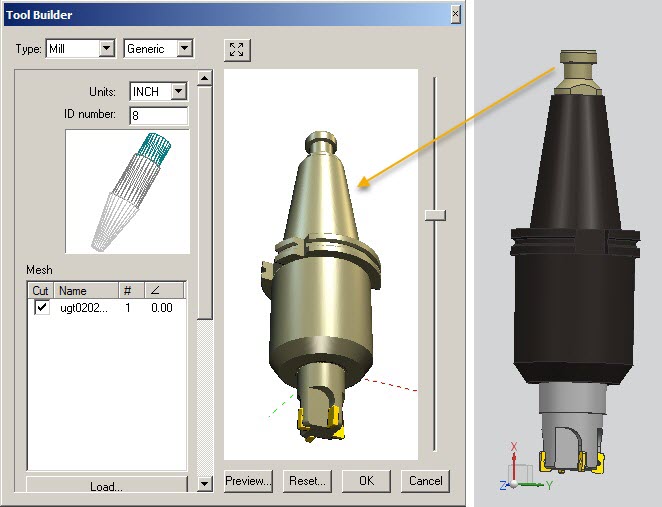 Tool Builder
Type: Mill Generic
Units: INCH
ID number: 8
Mesh
Cut Name # ∠
ugt0202... 1 0.00
Load...
Preview... Reset... OK Cancel
X
Z Y